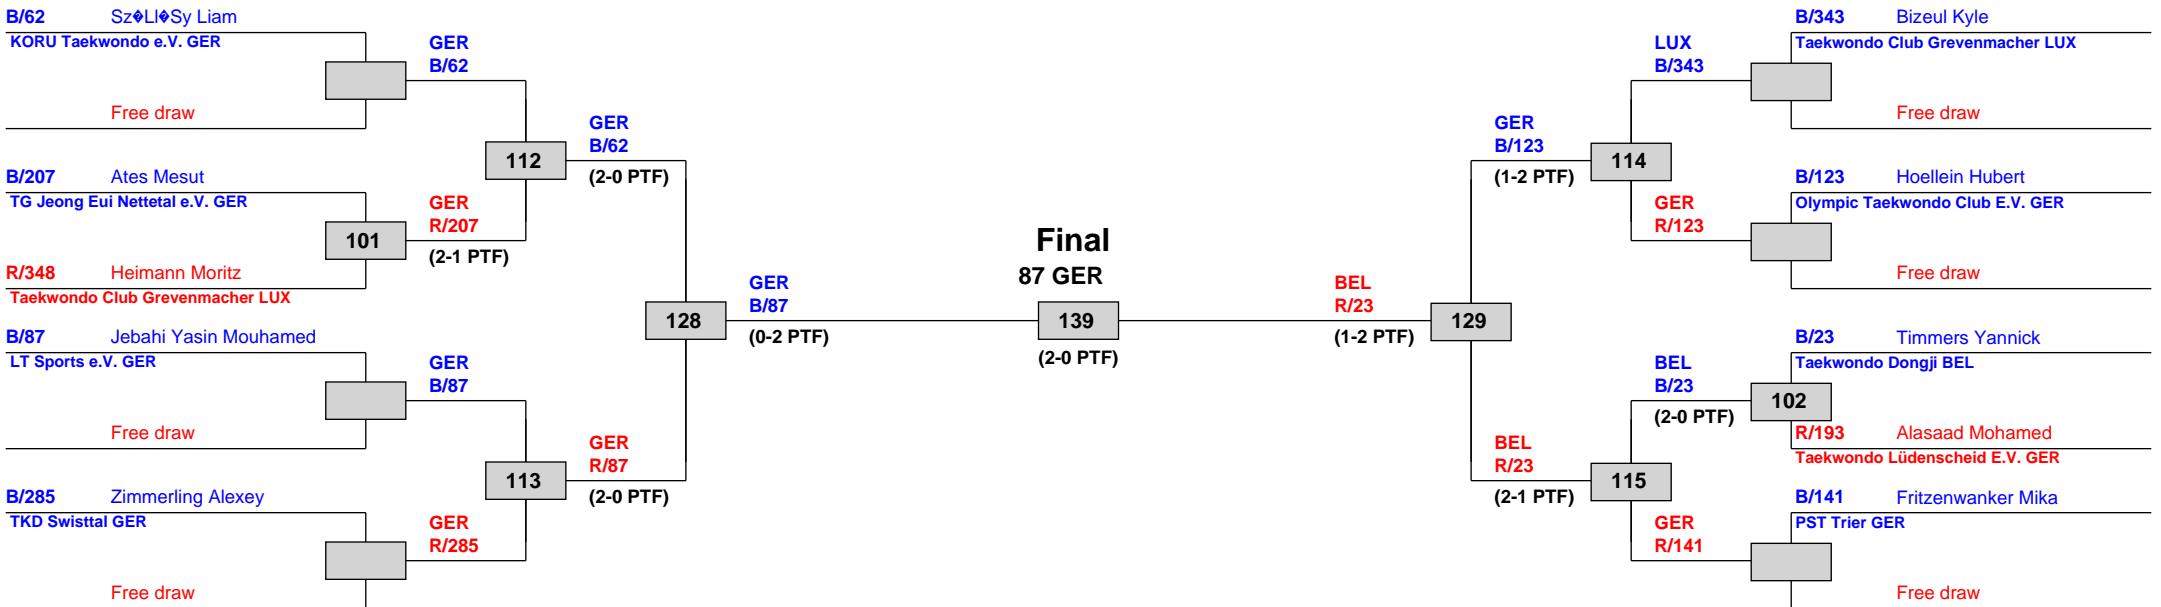 B/62 Sz�Ll�Sy Liam
KORU Taekwondo e.V. GER
Free draw
B/207 Ates Mesut
TG Jeong Eui Nettetal e.V. GER
R/348 Heimann Moritz
Taekwondo Club Grevenmacher LUX
B/87 Jebahi Yasin Mouhamed
LT Sports e.V. GER
Free draw
B/285 Zimmerling Alexey
TKD Swisttal GER
Free draw
101
GER
B/62
GER
R/207
(2-1 PTF)
GER
B/87
GER
R/285
112
113
GER
B/62
(2-0 PTF)
GER
R/87
(2-0 PTF)
128
GER
B/87
(0-2 PTF)
Final
87 GER
139
(2-0 PTF)
BEL
R/23
(1-2 PTF)
129
GER
B/123
(1-2 PTF)
BEL
R/23
(2-1 PTF)
114
115
LUX
B/343
GER
R/123
BEL
B/23
(2-0 PTF)
GER
R/141
102
B/343 Bizeul Kyle
Taekwondo Club Grevenmacher LUX
Free draw
B/123 Hoellein Hubert
Olympic Taekwondo Club E.V. GER
Free draw
B/23 Timmers Yannick
Taekwondo Dongji BEL
R/193 Alasaad Mohamed
Taekwondo Lüdenscheid E.V. GER
B/141 Fritzenwanker Mika
PST Trier GER
Free draw